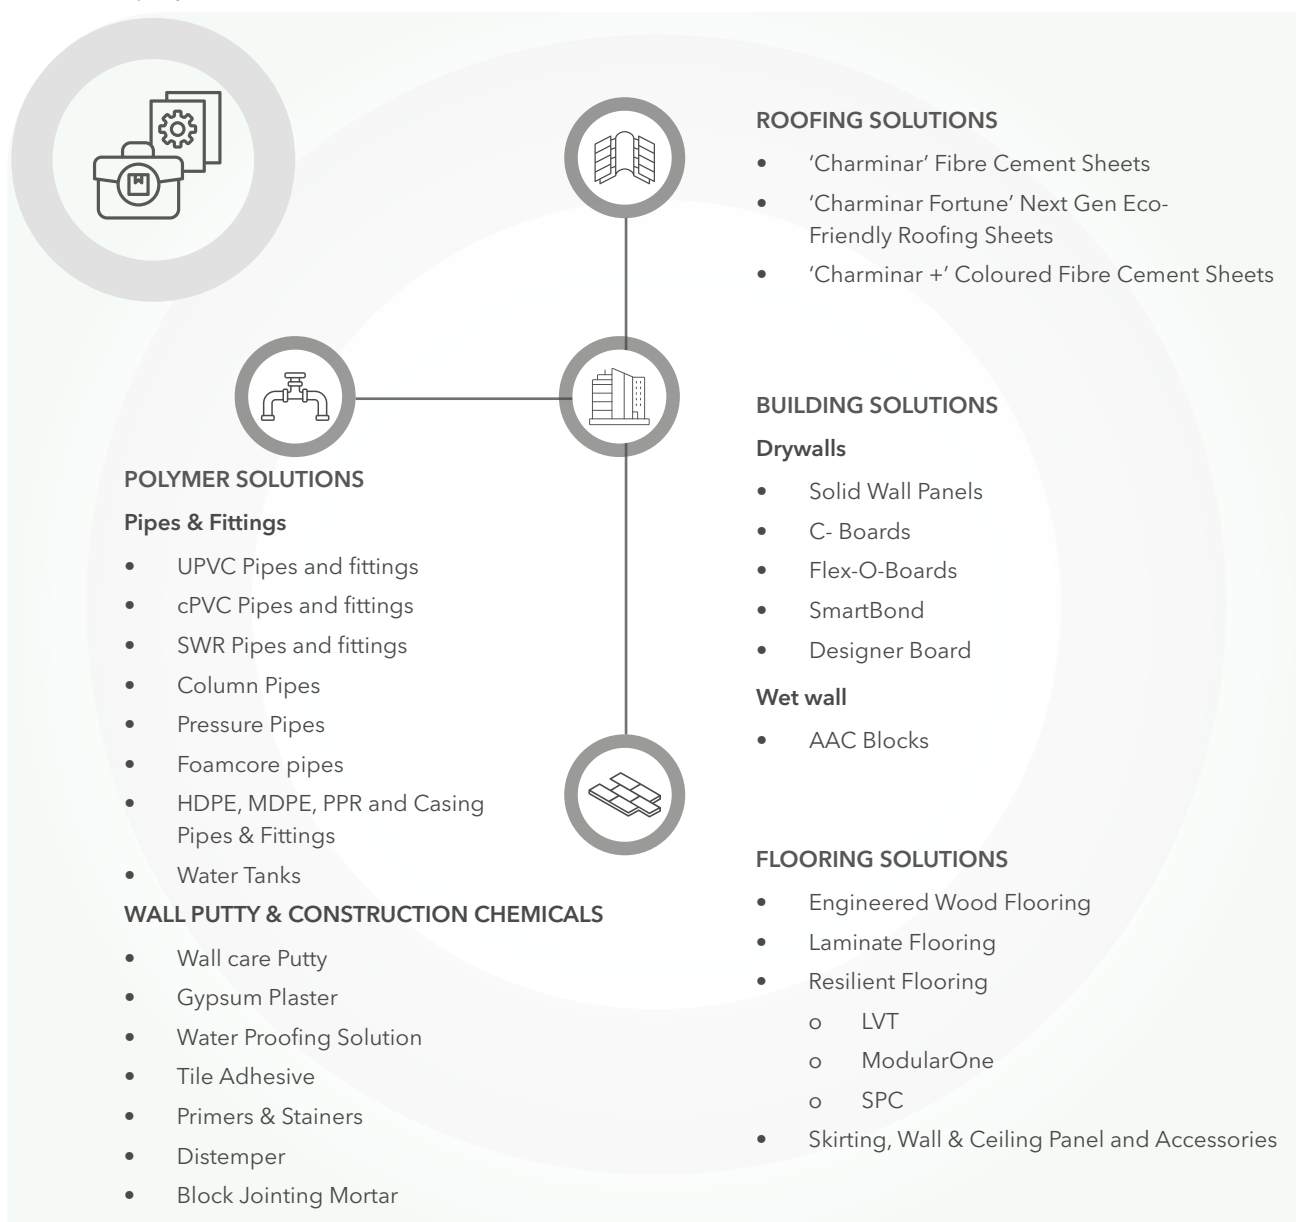 ROOFING SOLUTIONS
• ‘Charminar’ Fibre Cement Sheets
• ‘Charminar Fortune’ Next Gen Eco-
Friendly Roofing Sheets
• ‘Charminar +’ Coloured Fibre Cement Sheets
BUILDING SOLUTIONS
Drywalls
• Solid Wall Panels
• C- Boards
• Flex-O-Boards
• SmartBond
• Designer Board
Wet wall
• AAC Blocks
POLYMER SOLUTIONS
Pipes & Fittings
• UPVC Pipes and fittings
• cPVC Pipes and fittings
• SWR Pipes and fittings
• Column Pipes
• Pressure Pipes
• Foamcore pipes
• HDPE, MDPE, PPR and Casing
Pipes & Fittings
• Water Tanks
WALL PUTTY & CONSTRUCTION CHEMICALS
• Wall care Putty
• Gypsum Plaster
• Water Proofing Solution
• Tile Adhesive
• Primers & Stainers
• Distemper
• Block Jointing Mortar
FLOORING SOLUTIONS
• Engineered Wood Flooring
• Laminate Flooring
• Resilient Flooring
o LVT
o ModularOne
o SPC
• Skirting, Wall & Ceiling Panel and Accessories